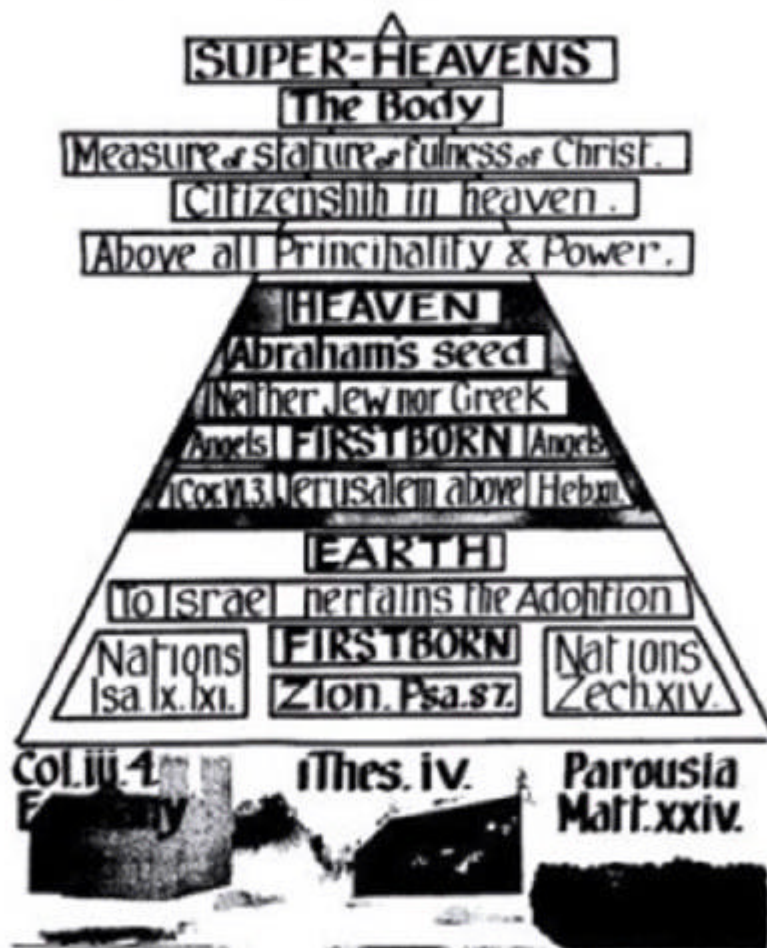 SUPER-HEAVENS
The Body
Measure of stature of fulness of Christ.
Citizenshih in heaven.
Above all Princihality & Power.
HEAVEN
Abraham's seed
Neither Jew nor Greek
Angels FIRSTBORN Angels
1Cor.VI.3. Jerusalem above Heb.xii.
EARTH
To Israel pertains the Adohtion
Nations FIRSTBORN Nations
Isa. lx. lxi. Zion. Psa.87. Zech.xiv.
Col.iii.4. 1Thes. iv. Parousia
Matt.xxiv.